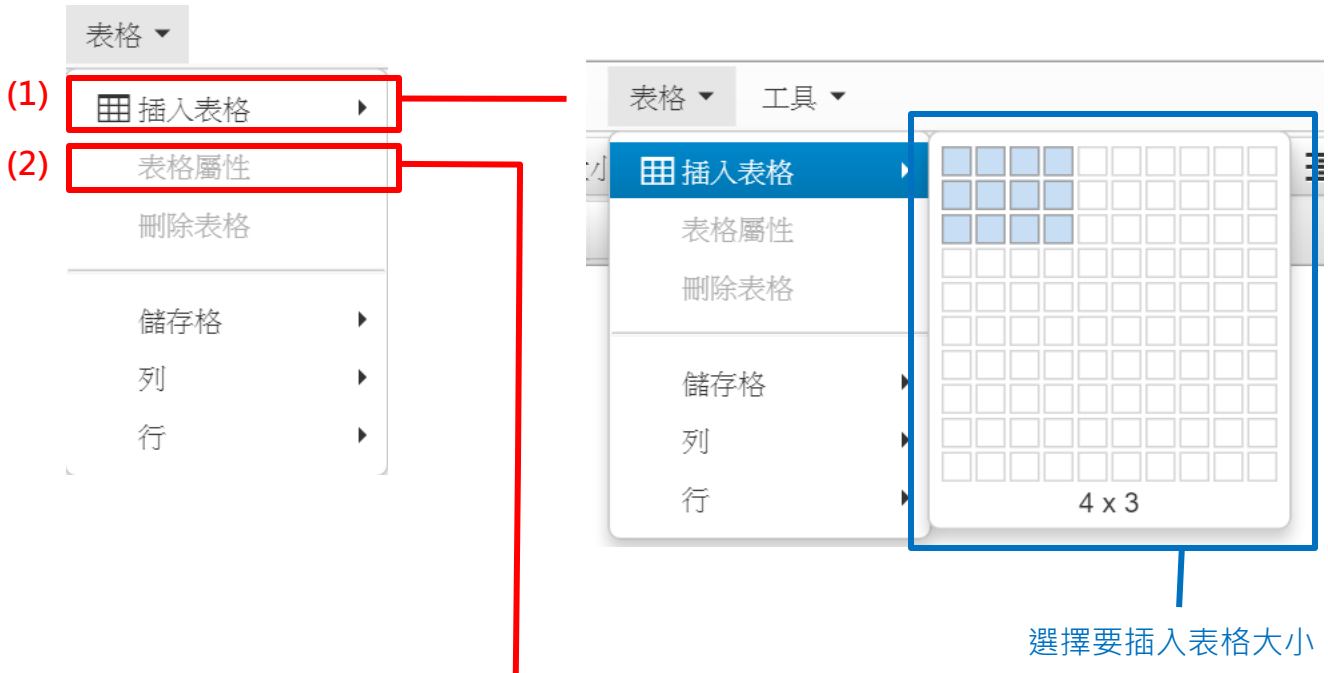 表格
(1)
插入表格
(2)
表格屬性
刪除表格
儲存格
列
行
表格 工具
小
插入表格
表格屬性
刪除表格
儲存格
列
行
4 x 3
選擇要插入表格大小